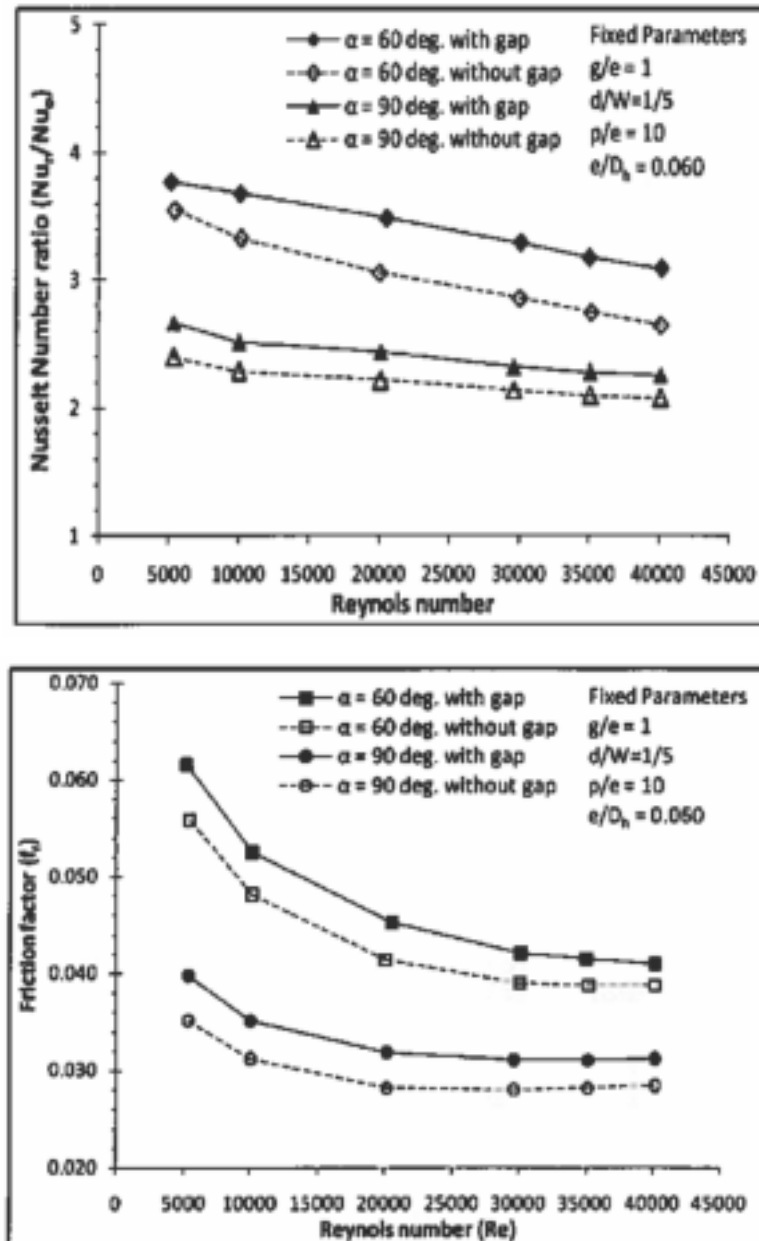 5
4
3
2
1
α = 60 deg. with gap
α = 60 deg. without gap
α = 90 deg. with gap
α = 90 deg. without gap
Fixed Parameters
g/e = 1
d/W=1/5
p/e = 10
e/Dₕ = 0.060
Nusselt Number ratio (Nuᵣ/Nu
0 5000 10000 15000 20000 25000 30000 35000 40000 45000
Reynols number
0.070
0.060
0.050
0.040
0.030
0.020
α = 60 deg. with gap
α = 60 deg. without gap
α = 90 deg. with gap
α = 90 deg. without gap
Fixed Parameters
g/e = 1
d/W=1/5
p/e = 10
e/Dₕ = 0.060
Friction factor (fᵣ)
0 5000 10000 15000 20000 25000 30000 35000 40000 45000
Reynols number (Re)